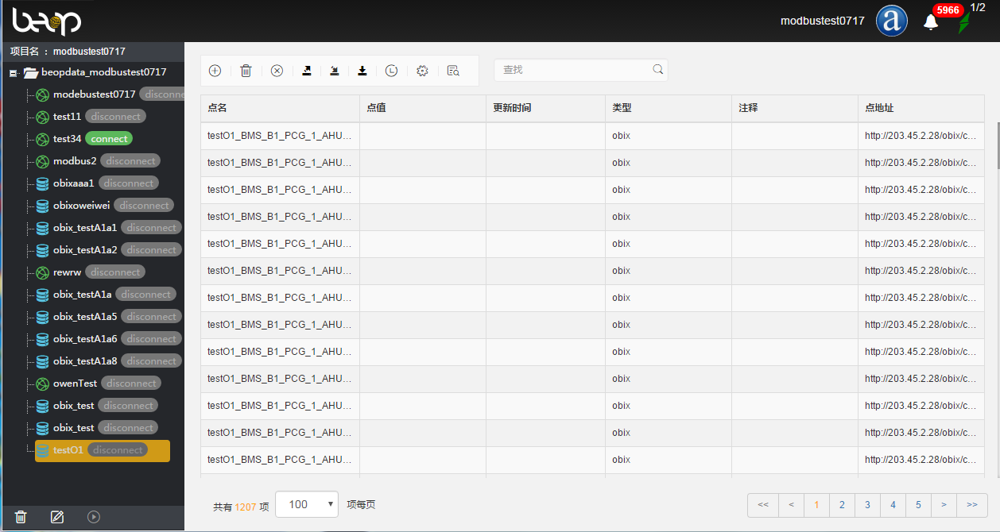 beop
modbustest0717
a
5966
1/2
项目名 : modbustest0717
beopdata_modbustest0717
modebustest0717 disconne
test11 disconnect
test34 connect
modbus2 disconnect
obixaaa1 disconnect
obixoweiwei disconnect
obix_testA1a1 disconnect
obix_testA1a2 disconnect
rewrw disconnect
obix_testA1a disconnect
obix_testA1a5 disconnect
obix_testA1a6 disconnect
obix_testA1a8 disconnect
owenTest disconnect
obix_test disconnect
obix_test disconnect
testO1 disconnect
查找
点名 点值 更新时间 类型 注释 点地址
testO1_BMS_B1_PCG_1_AHU... obix http://203.45.2.28/obix/c...
testO1_BMS_B1_PCG_1_AHU... obix http://203.45.2.28/obix/c...
testO1_BMS_B1_PCG_1_AHU... obix http://203.45.2.28/obix/c...
testO1_BMS_B1_PCG_1_AHU... obix http://203.45.2.28/obix/c...
testO1_BMS_B1_PCG_1_AHU... obix http://203.45.2.28/obix/c...
testO1_BMS_B1_PCG_1_AHU... obix http://203.45.2.28/obix/c...
testO1_BMS_B1_PCG_1_AHU... obix http://203.45.2.28/obix/c...
testO1_BMS_B1_PCG_1_AHU... obix http://203.45.2.28/obix/c...
testO1_BMS_B1_PCG_1_AHU... obix http://203.45.2.28/obix/c...
testO1_BMS_B1_PCG_1_AHU... obix http://203.45.2.28/obix/c...
testO1_BMS_B1_PCG_1_AHU... obix http://203.45.2.28/obix/c...
testO1_BMS_B1_PCG_1_AHU... obix http://203.45.2.28/obix/c...
testO1_BMS_B1_PCG_1_AHU... obix http://203.45.2.28/obix/c...
共有 1207 项 100 项每页
<< < 1 2 3 4 5 > >>